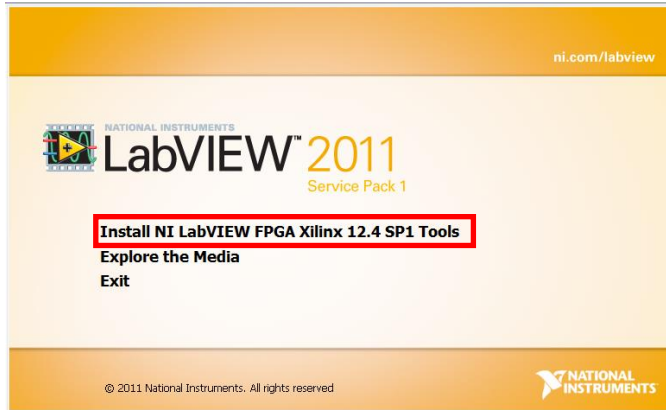 ni.com/labview
NATIONAL INSTRUMENTS
LabVIEW™ 2011
Service Pack 1
Install NI LabVIEW FPGA Xilinx 12.4 SP1 Tools
Explore the Media
Exit
© 2011 National Instruments. All rights reserved
NATIONAL
INSTRUMENTS